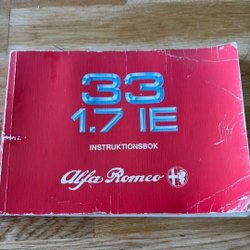 33
1.7 IE
INSTRUKTIONSBOK
Alfa Romeo